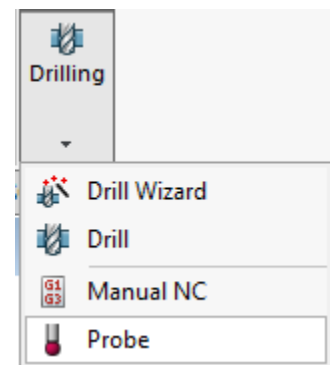 Drilling
Drill Wizard
Drill
G1
G3
Manual NC
Probe